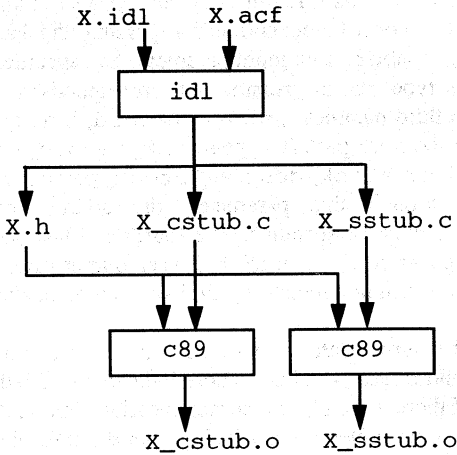 X.idl X.acf
idl
X.h X_cstub.c X_sstub.c
c89 c89
X_cstub.o X_sstub.o